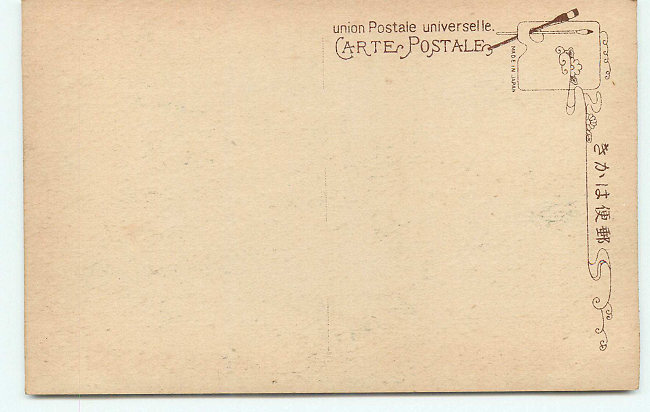 union Postale universelle.
CARTE POSTALE
MADE IN JAPAN
きかは便郵